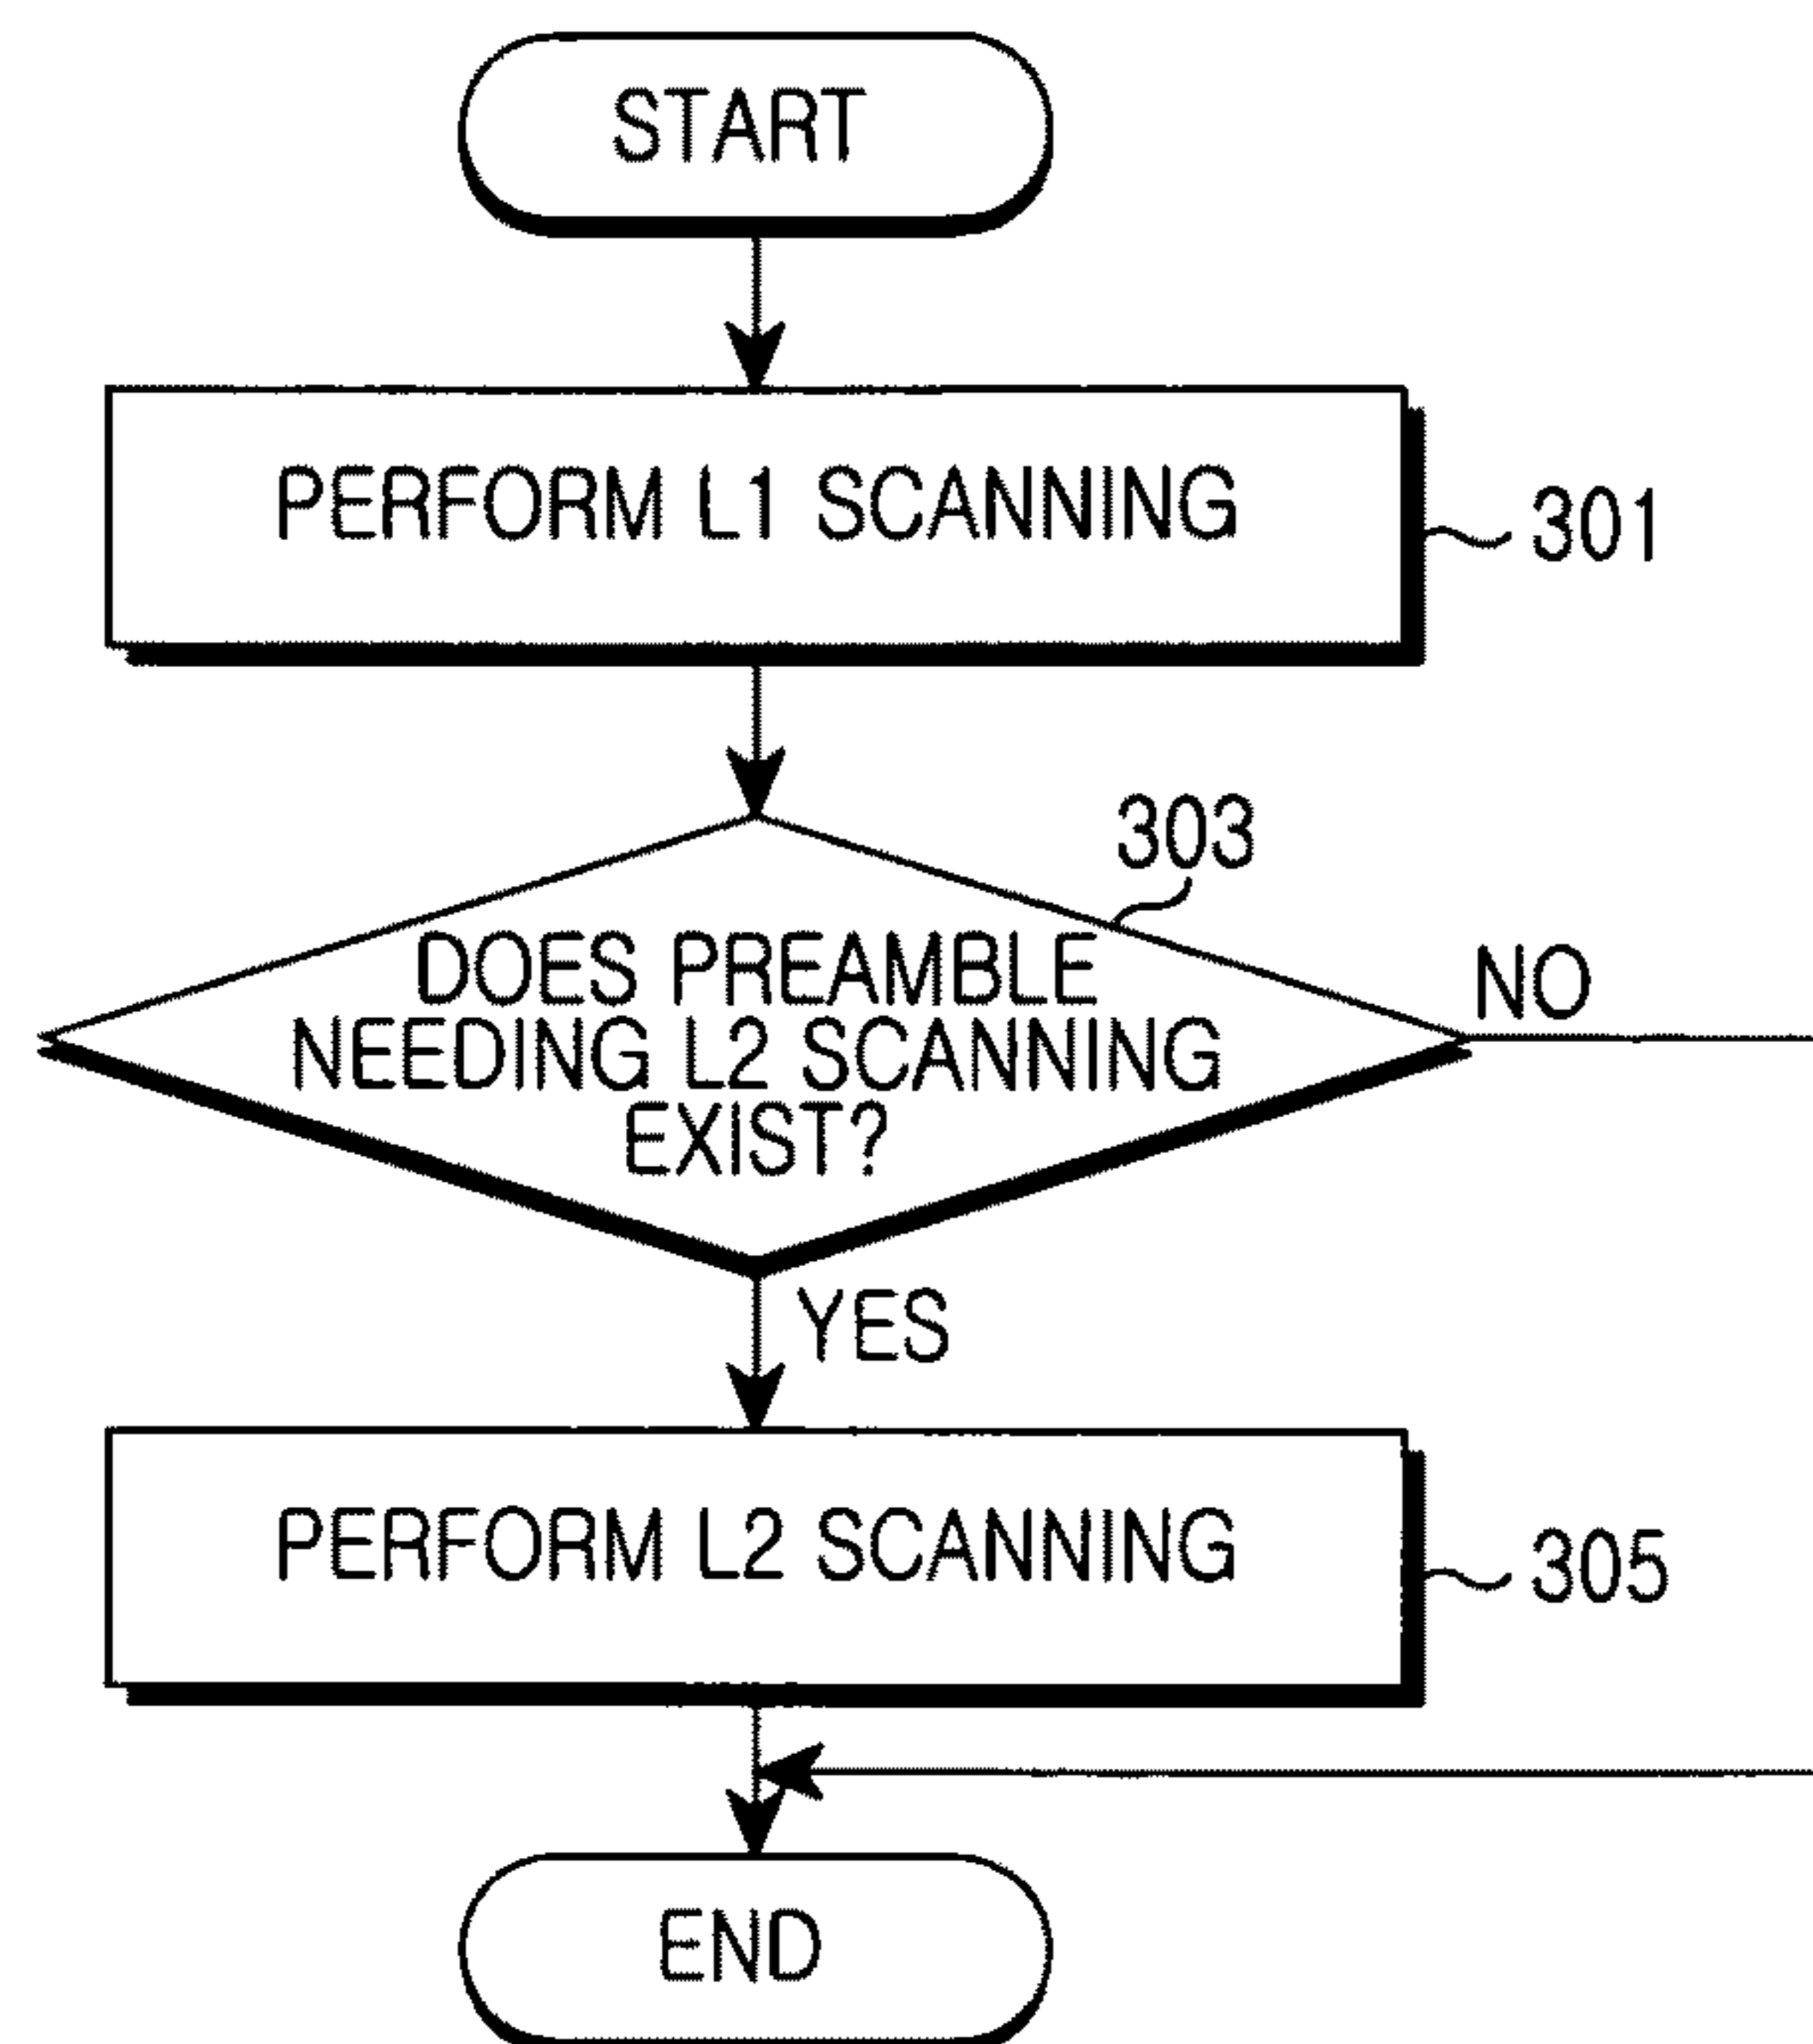 START
PERFORM L1 SCANNING
301
303
DOES PREAMBLE
NEEDING L2 SCANNING
EXIST?
NO
YES
PERFORM L2 SCANNING
305
END